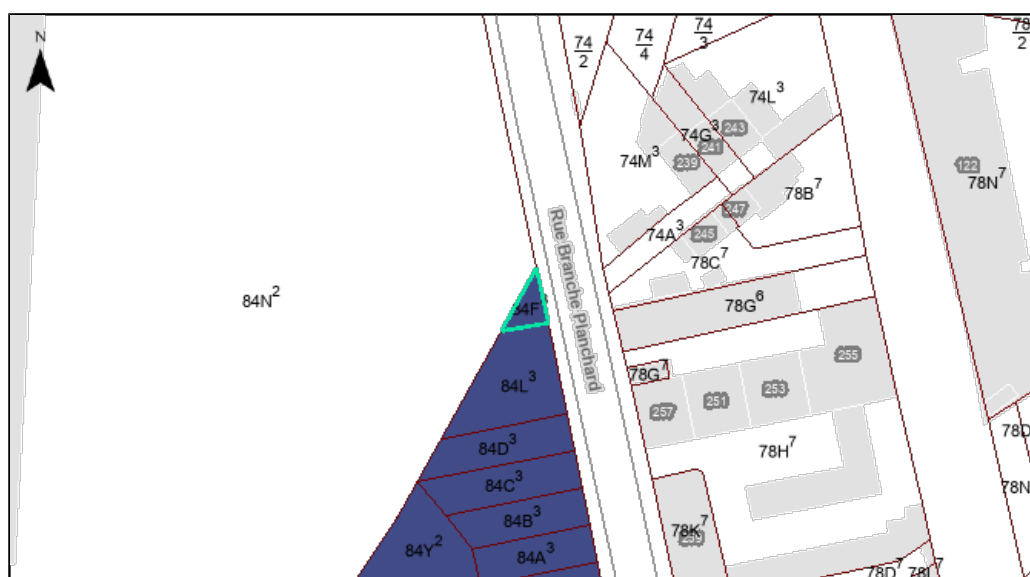 N
74
2
74
4
74
3
78
2
74L³
74G³
243
241
239
74M³
122
78N⁷
78B⁷
247
74A³
245
78C⁷
Rue Branche Planchard
84N²
84F
78G⁶
78G⁷
255
253
251
257
84L³
84D³
78H⁷
84C³
84B³
84Y²
84A³
78K⁷
259
78D⁷